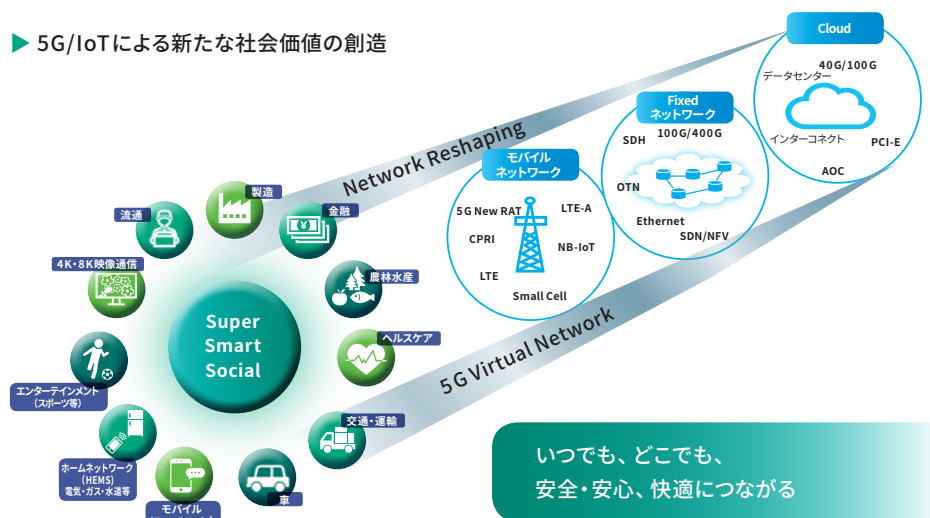 5G/IoTによる新たな社会価値の創造
Cloud
40G/100G
データセンター
インターコネクト
PCI-E
AOC
Fixed
ネットワーク
100G/400G
SDH
OTN
Ethernet
SDN/NFV
Network Reshaping
モバイル
ネットワーク
5G New RAT
LTE-A
CPRI
NB-IoT
LTE
Small Cell
5G Virtual Network
製造
流通
金融
4K・8K映像通信
農林水産
Super
Smart
Social
ヘルスケア
エンターテインメント
（スポーツ等）
交通・運輸
ホームネットワーク
（HEMS)
電気・ガス・水道等
車
モバイル
いつでも、どこでも、
安全・安心、快適につながる